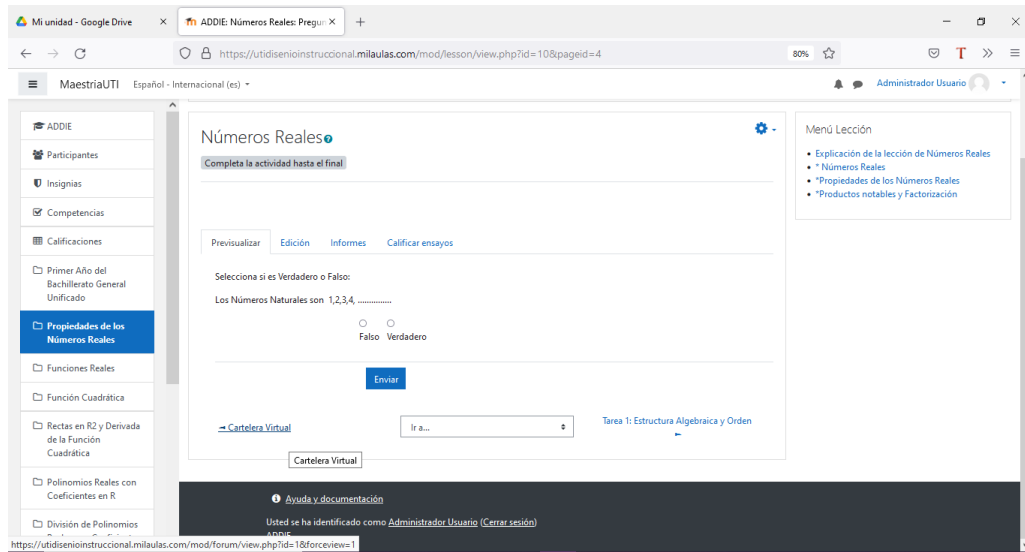 Mi unidad - Google Drive
ADDIE: Números Reales: Pregun
https://utidisenioinstruccional.milaulas.com/mod/lesson/view.php?id=10&pageid=4
80%
MaestriaUTI Español - Internacional (es)
Administrador Usuario
ADDIE
Participantes
Insignias
Competencias
Calificaciones
Primer Año del
Bachillerato General
Unificado
Propiedades de los
Números Reales
Funciones Reales
Función Cuadrática
Rectas en R2 y Derivada
de la Función
Cuadrática
Polinomios Reales con
Coeficientes en R
División de Polinomios
Números Reales
Completa la actividad hasta el final
Previsualizar Edición Informes Calificar ensayos
Selecciona si es Verdadero o Falso:
Los Números Naturales son 1,2,3,4, ...............
Falso Verdadero
Enviar
Cartelera Virtual
Ir a...
Tarea 1: Estructura Algebraica y Orden
Cartelera Virtual
Menú Lección
Explicación de la lección de Números Reales
* Números Reales
*Propiedades de los Números Reales
*Productos notables y Factorización
Ayuda y documentación
Usted se ha identificado como Administrador Usuario (Cerrar sesión)
ADDIE
https://utidisenioinstruccional.milaulas.com/mod/forum/view.php?id=1&forceview=1